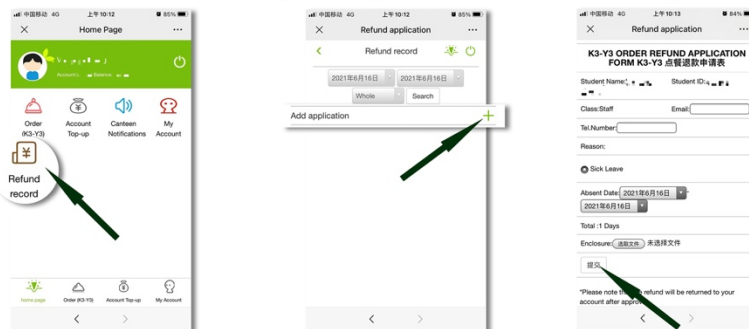 中国移动 4G 上午10:12 85%
Home Page
Account's Balance
Order
(K3-Y3)
Account
Top-up
Canteen
Notifications
My
Account
Refund
record
home page
Order (K3-Y3)
Account Top-up
My Account
中国移动 4G 上午10:12 85%
Refund application
Refund record
2021年6月16日 2021年6月16日
Whole Search
Add application
中国移动 4G 上午10:13 84%
Refund application
K3-Y3 ORDER REFUND APPLICATION
FORM K3-Y3 点餐退款申请表
Student Name: Student ID:
Class:Staff Email:
Tel.Number:
Reason:
Sick Leave
Absent Date: 2021年6月16日 -
2021年6月16日
Total :1 Days
Enclosure: 选取文件 未选择文件
提交
*Please note refund will be returned to your
account after